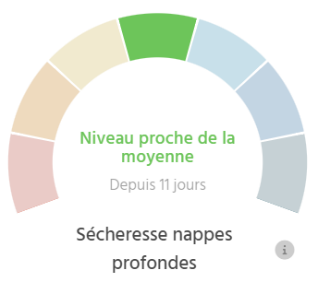 Niveau proche de la
moyenne
Depuis 11 jours
Sécheresse nappes
profondes
i